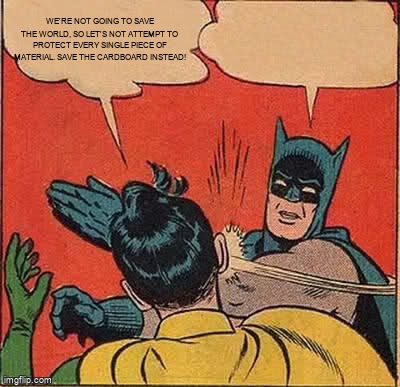 WE'RE NOT GOING TO SAVE
THE WORLD, SO LET'S NOT ATTEMPT TO
PROTECT EVERY SINGLE PIECE OF
MATERIAL. SAVE THE CARDBOARD INSTEAD!
imgflip.com